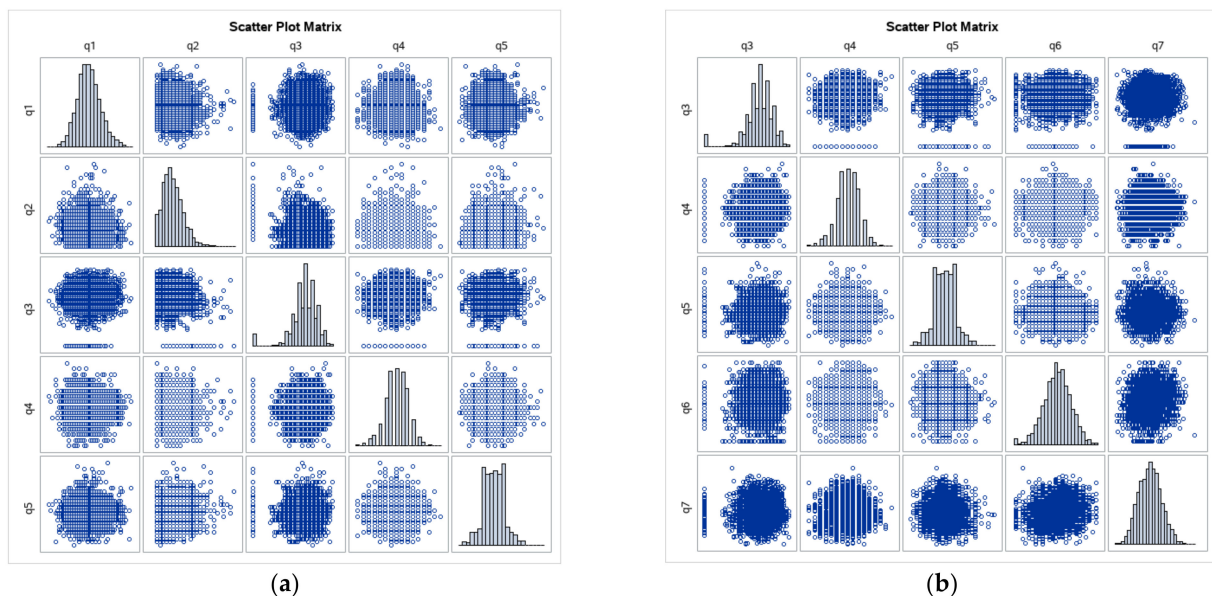 Scatter Plot Matrix
q1 q2 q3 q4 q5
q1
q2
q3
q4
q5
(a)
Scatter Plot Matrix
q3 q4 q5 q6 q7
q3
q4
q5
q6
q7
(b)